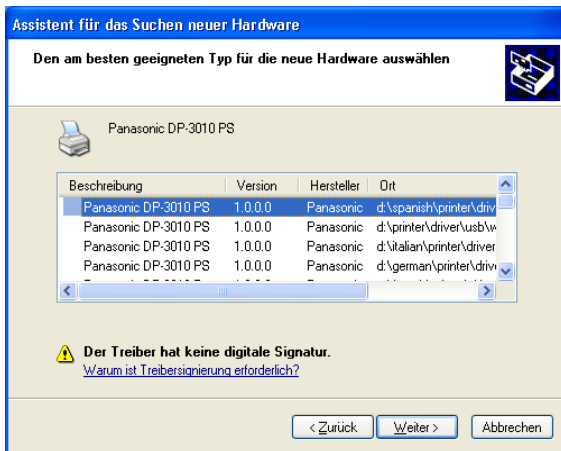 Assistent für das Suchen neuer Hardware
Den am besten geeigneten Typ für die neue Hardware auswählen
Panasonic DP-3010 PS
Beschreibung Version Hersteller Ort
Panasonic DP-3010 PS 1.0.0.0 Panasonic d:\spanish\printer\driv
Panasonic DP-3010 PS 1.0.0.0 Panasonic d:\printer\driver\usb\w
Panasonic DP-3010 PS 1.0.0.0 Panasonic d:\italian\printer\driver
Panasonic DP-3010 PS 1.0.0.0 Panasonic d:\german\printer\driv
Der Treiber hat keine digitale Signatur.
Warum ist Treibersignierung erforderlich?
< Zurück Weiter > Abbrechen